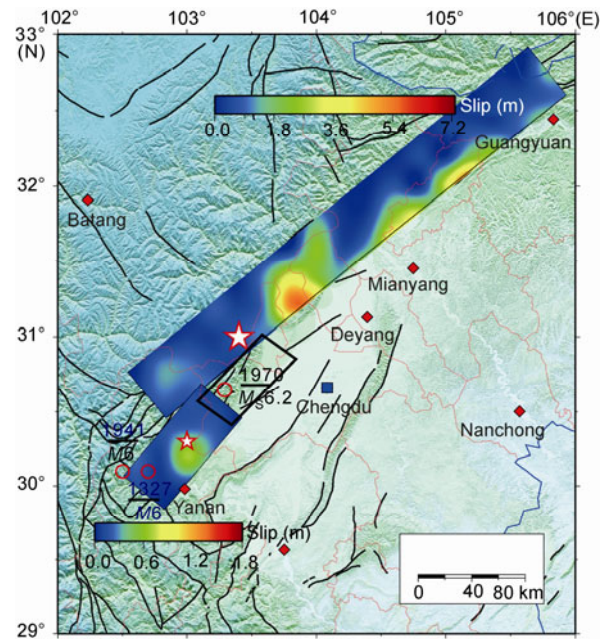 102° 103° 104° 105° 106°(E)
33°
(N)
Slip (m)
0.0 1.8 3.6 5.4 7.2
Guangyuan
32°
Batang
Mianyang
31°
Deyang
1970
Ms6.2
Chengdu
1941
M6
Nanchong
30°
1327
M6
Yanan
Slip (m)
0.0 0.6 1.2 1.8
0 40 80 km
29°